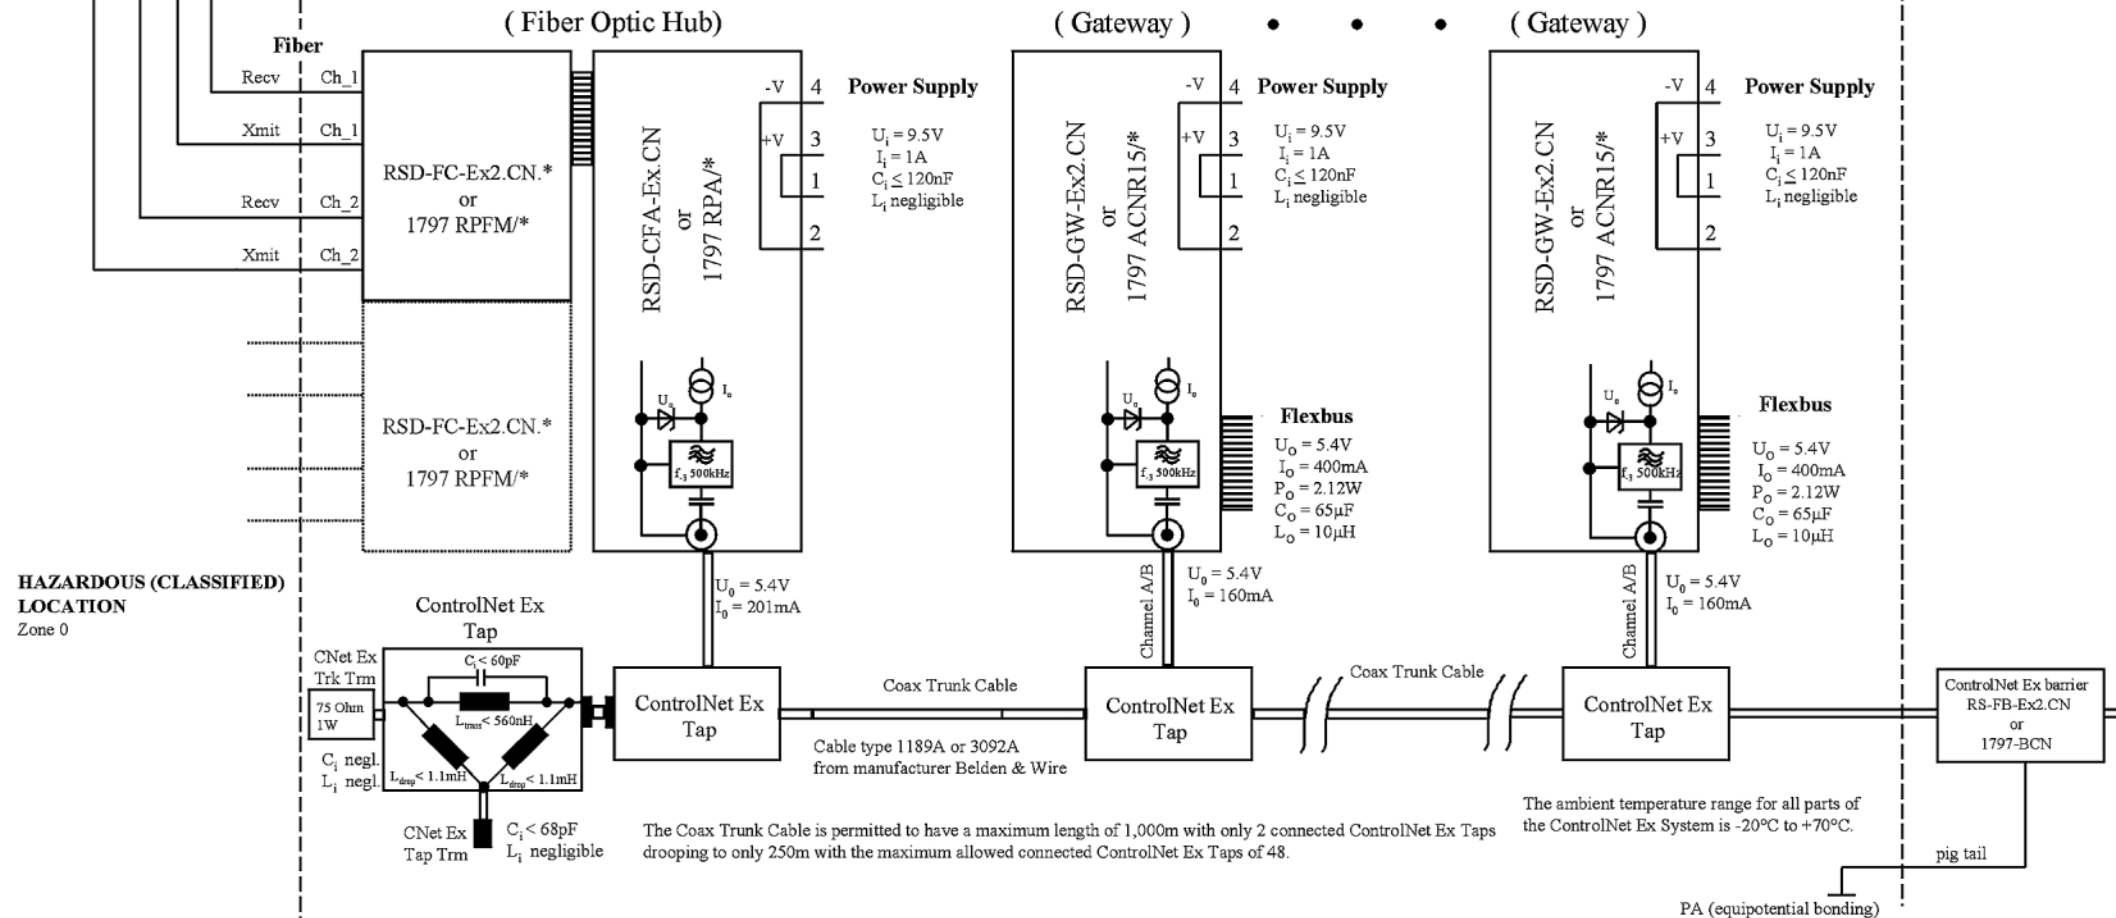 ( Fiber Optic Hub)
( Gateway )
( Gateway )
Fiber
Recv Ch_1
Xmit Ch_1
Recv Ch_2
Xmit Ch_2
RSD-FC-Ex2.CN.*
or
1797 RPFM/*
RSD-FC-Ex2.CN.*
or
1797 RPFM/*
RSD-CFA-Ex.CN
or
1797 RPA/*
-V 4
+V 3
1
2
Power Supply
Ui = 9.5V
Ii = 1A
Ci ≤ 120nF
Li negligible
Uo
Io
f-3 500kHz
U0 = 5.4V
I0 = 201mA
RSD-GW-Ex2.CN
or
1797 ACNR15/*
-V 4
+V 3
1
2
Power Supply
Ui = 9.5V
Ii = 1A
Ci ≤ 120nF
Li negligible
Uo
Io
f-3 500kHz
Flexbus
Uo = 5.4V
Io = 400mA
Po = 2.12W
Co = 65µF
Lo = 10µH
Channel A/B
U0 = 5.4V
I0 = 160mA
RSD-GW-Ex2.CN
or
1797 ACNR15/*
-V 4
+V 3
1
2
Power Supply
Ui = 9.5V
Ii = 1A
Ci ≤ 120nF
Li negligible
Uo
Io
f-3 500kHz
Flexbus
Uo = 5.4V
Io = 400mA
Po = 2.12W
Co = 65µF
Lo = 10µH
Channel A/B
U0 = 5.4V
I0 = 160mA
HAZARDOUS (CLASSIFIED)
LOCATION
Zone 0
ControlNet Ex
Tap
CNet Ex
Trk Trm
75 Ohm
1W
Ci negl.
Li negl.
Ci < 60pF
Ltrans < 560nH
Ldrop < 1.1mH
Ldrop < 1.1mH
CNet Ex
Tap Trm
Ci < 68pF
Li negligible
ControlNet Ex
Tap
Coax Trunk Cable
Cable type 1189A or 3092A
from manufacturer Belden & Wire
ControlNet Ex
Tap
Coax Trunk Cable
ControlNet Ex
Tap
ControlNet Ex barrier
RS-FB-Ex2.CN
or
1797-BCN
The Coax Trunk Cable is permitted to have a maximum length of 1,000m with only 2 connected ControlNet Ex Taps
drooping to only 250m with the maximum allowed connected ControlNet Ex Taps of 48.
The ambient temperature range for all parts of
the ControlNet Ex System is -20°C to +70°C.
pig tail
PA (equipotential bonding)